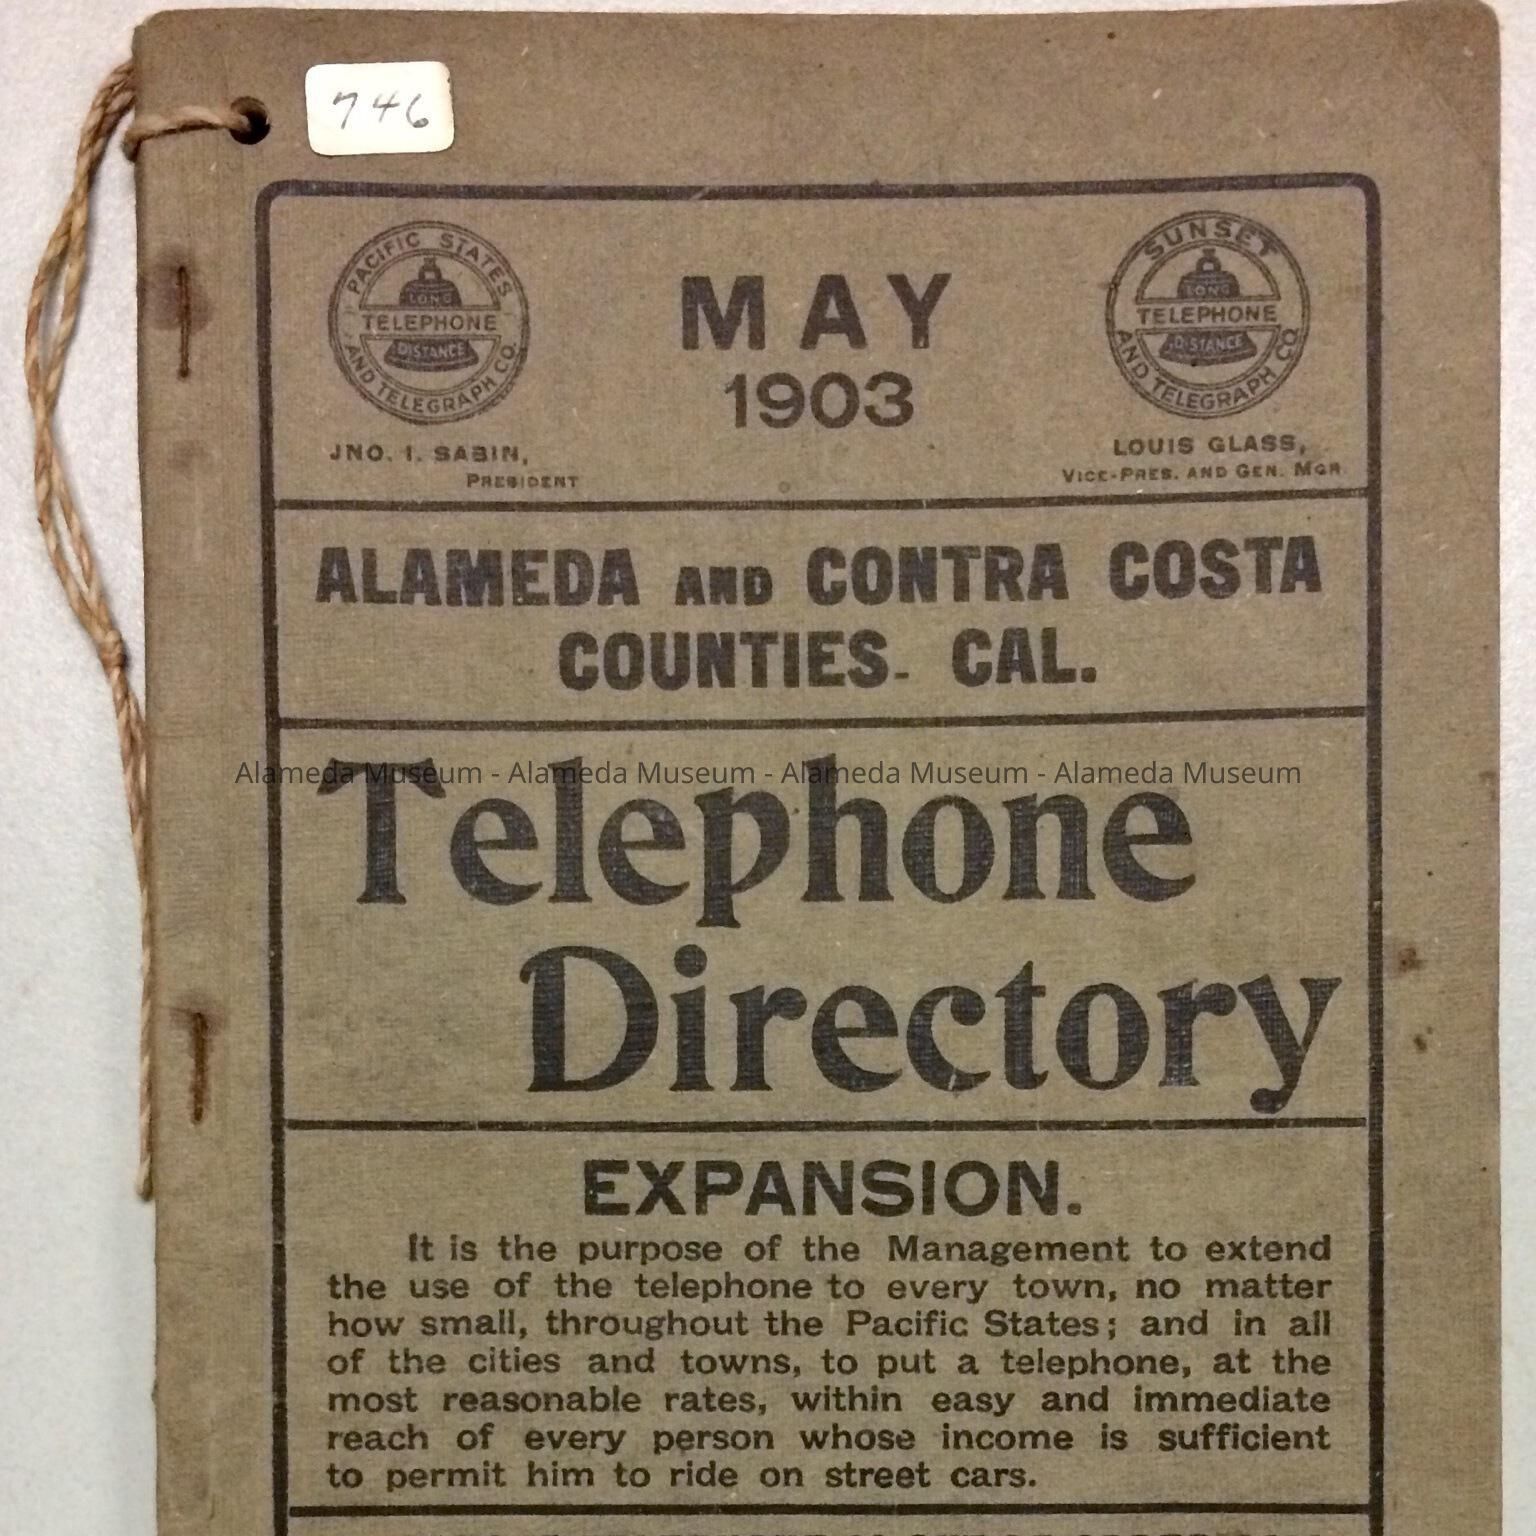 746
PACIFIC STATES
LONG
TELEPHONE
DISTANCE
AND TELEGRAPH CO.
JNO. I. SABIN,
PRESIDENT
MAY
1903
SUNSET
LONG
TELEPHONE
DISTANCE
AND TELEGRAPH CO.
LOUIS GLASS,
VICE-PRES. AND GEN. MGR.
ALAMEDA AND CONTRA COSTA
COUNTIES. CAL.
Alameda Museum - Alameda Museum - Alameda Museum - Alameda Museum
Telephone
Directory
EXPANSION.
It is the purpose of the Management to extend
the use of the telephone to every town, no matter
how small, throughout the Pacific States; and in all
of the cities and towns, to put a telephone, at the
most reasonable rates, within easy and immediate
reach of every person whose income is sufficient
to permit him to ride on street cars.